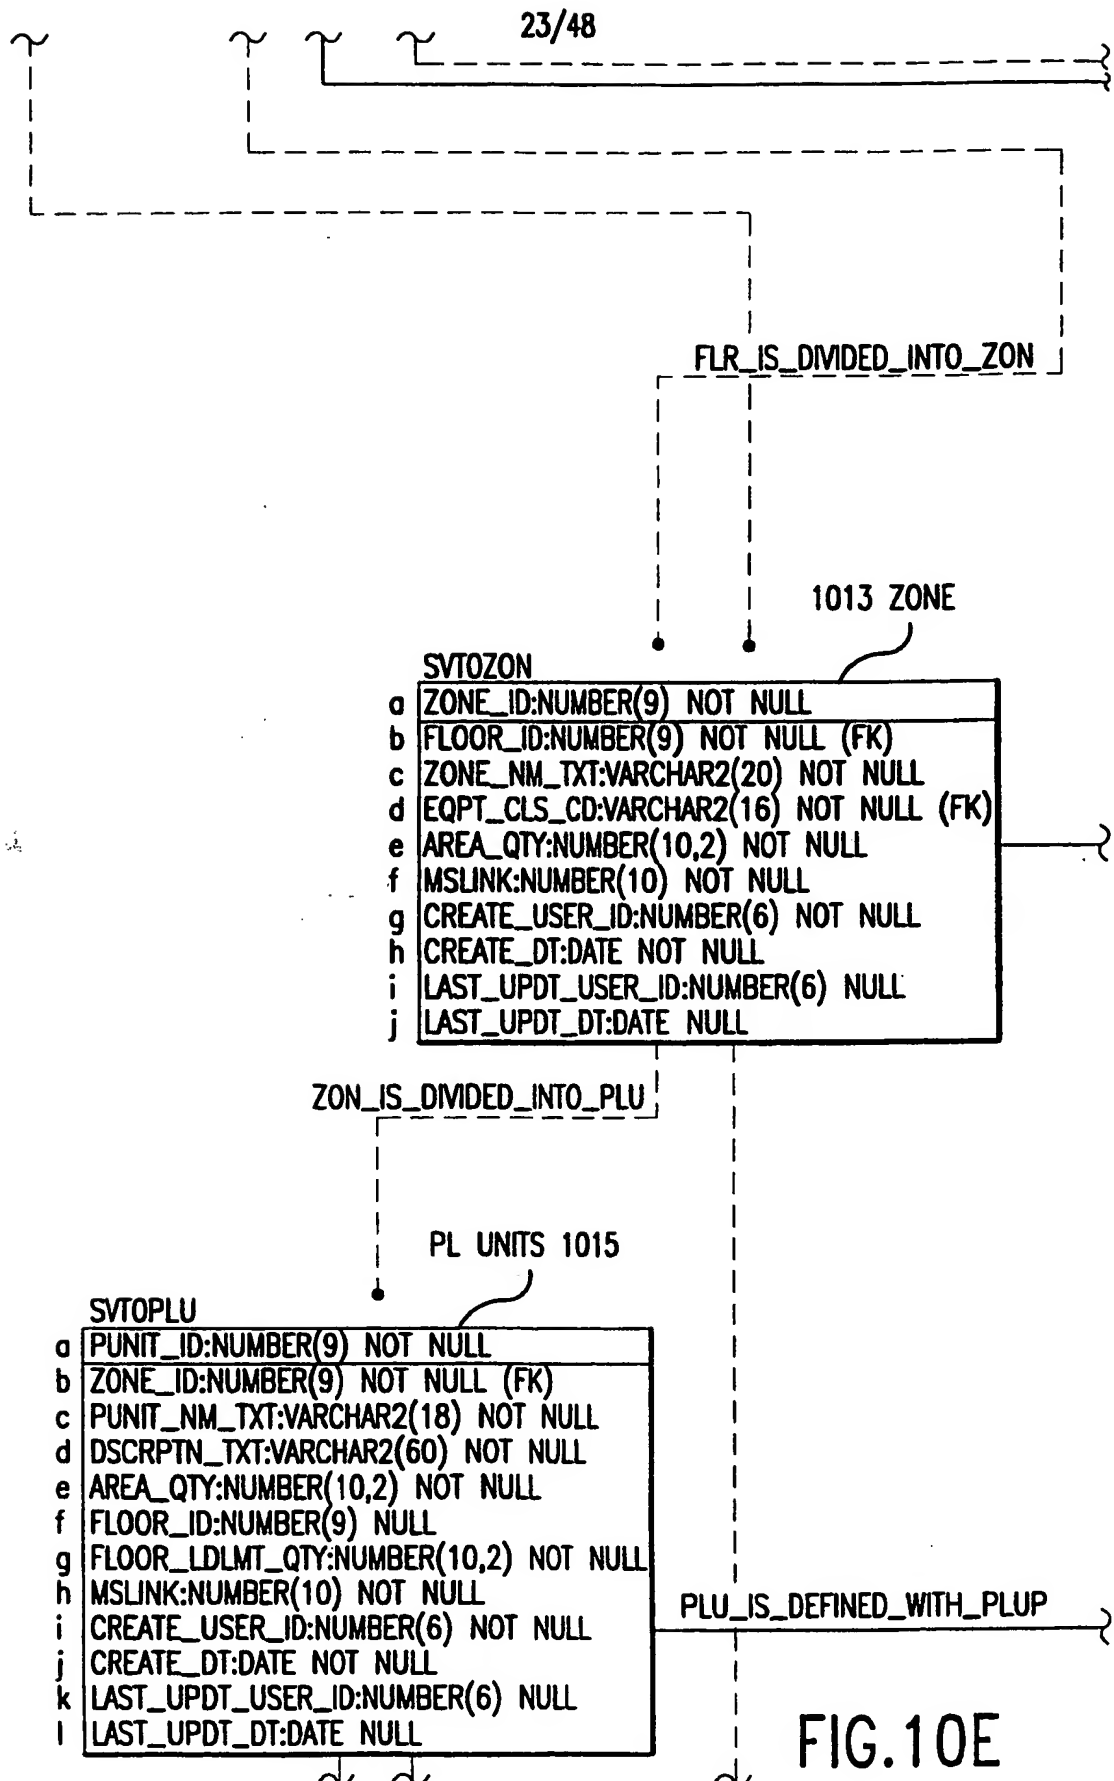 23/48
FLR_IS_DIVIDED_INTO_ZON
1013 ZONE
SVTOZON
a ZONE_ID:NUMBER(9) NOT NULL
b FLOOR_ID:NUMBER(9) NOT NULL (FK)
c ZONE_NM_TXT:VARCHAR2(20) NOT NULL
d EQPT_CLS_CD:VARCHAR2(16) NOT NULL (FK)
e AREA_QTY:NUMBER(10,2) NOT NULL
f MSLINK:NUMBER(10) NOT NULL
g CREATE_USER_ID:NUMBER(6) NOT NULL
h CREATE_DT:DATE NOT NULL
i LAST_UPDT_USER_ID:NUMBER(6) NULL
j LAST_UPDT_DT:DATE NULL
ZON_IS_DIVIDED_INTO_PLU
PL UNITS 1015
SVTOPLU
a PUNIT_ID:NUMBER(9) NOT NULL
b ZONE_ID:NUMBER(9) NOT NULL (FK)
c PUNIT_NM_TXT:VARCHAR2(18) NOT NULL
d DSCRPTN_TXT:VARCHAR2(60) NOT NULL
e AREA_QTY:NUMBER(10,2) NOT NULL
f FLOOR_ID:NUMBER(9) NULL
g FLOOR_LDLMT_QTY:NUMBER(10,2) NOT NULL
h MSLINK:NUMBER(10) NOT NULL
i CREATE_USER_ID:NUMBER(6) NOT NULL
j CREATE_DT:DATE NOT NULL
k LAST_UPDT_USER_ID:NUMBER(6) NULL
l LAST_UPDT_DT:DATE NULL
PLU_IS_DEFINED_WITH_PLUP
FIG.10E